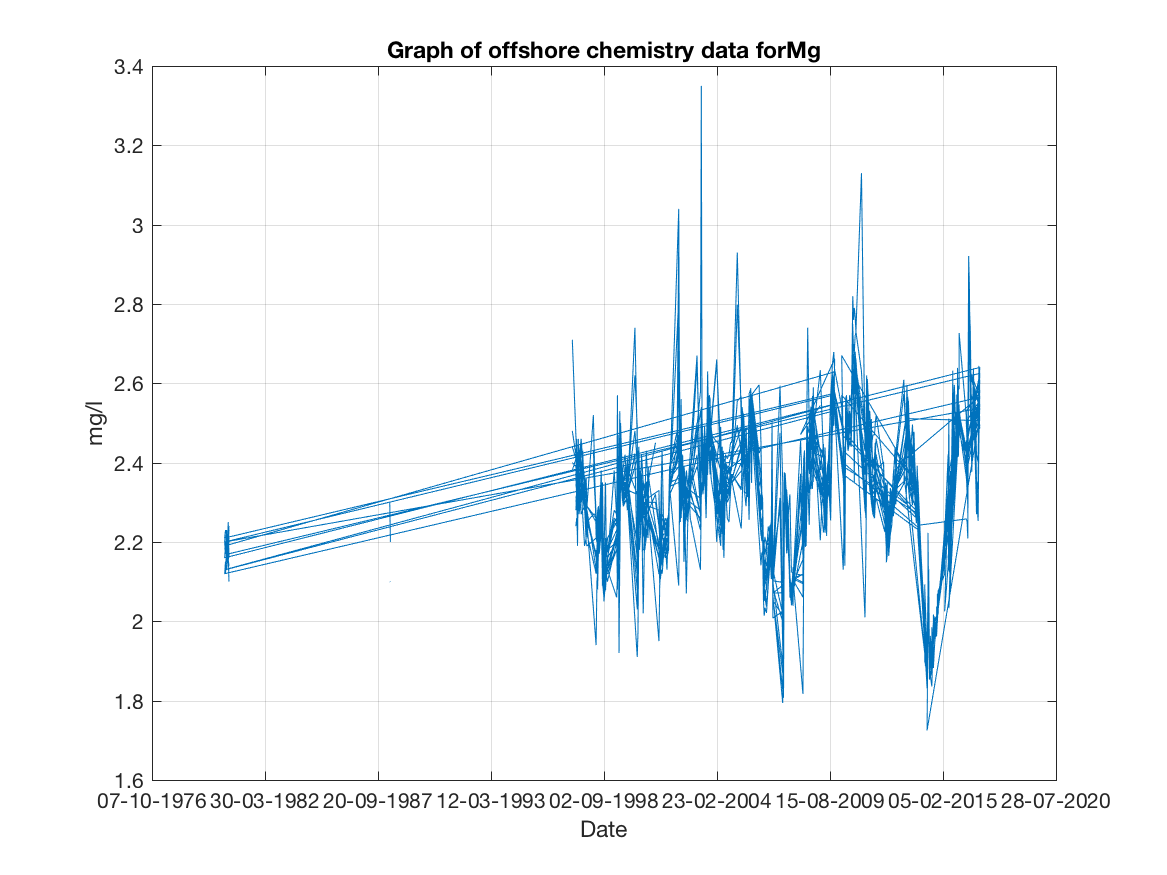 Graph of offshore chemistry data forMg
3.4
3.2
3
2.8
2.6
2.4
2.2
2
1.8
1.6
mg/l
07-10-1976 30-03-1982 20-09-1987 12-03-1993 02-09-1998 23-02-2004 15-08-2009 05-02-2015 28-07-2020
Date